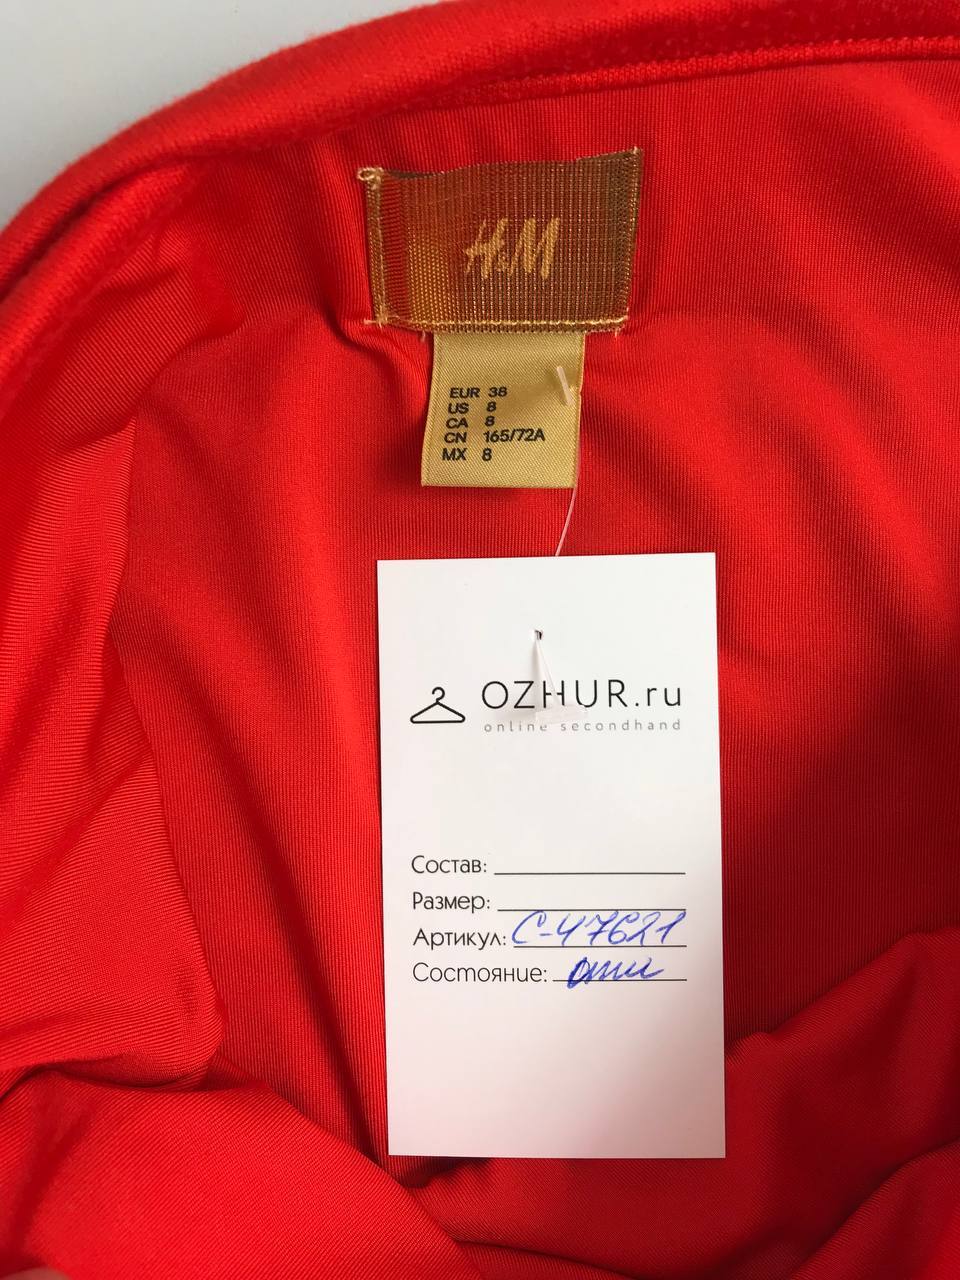 H&M
EUR 38
US 8
CA 8
CN 165/72A
MX 8
OZHUR.ru
online secondhand
Состав:
Размер:
Артикул: С-47621
Состояние: